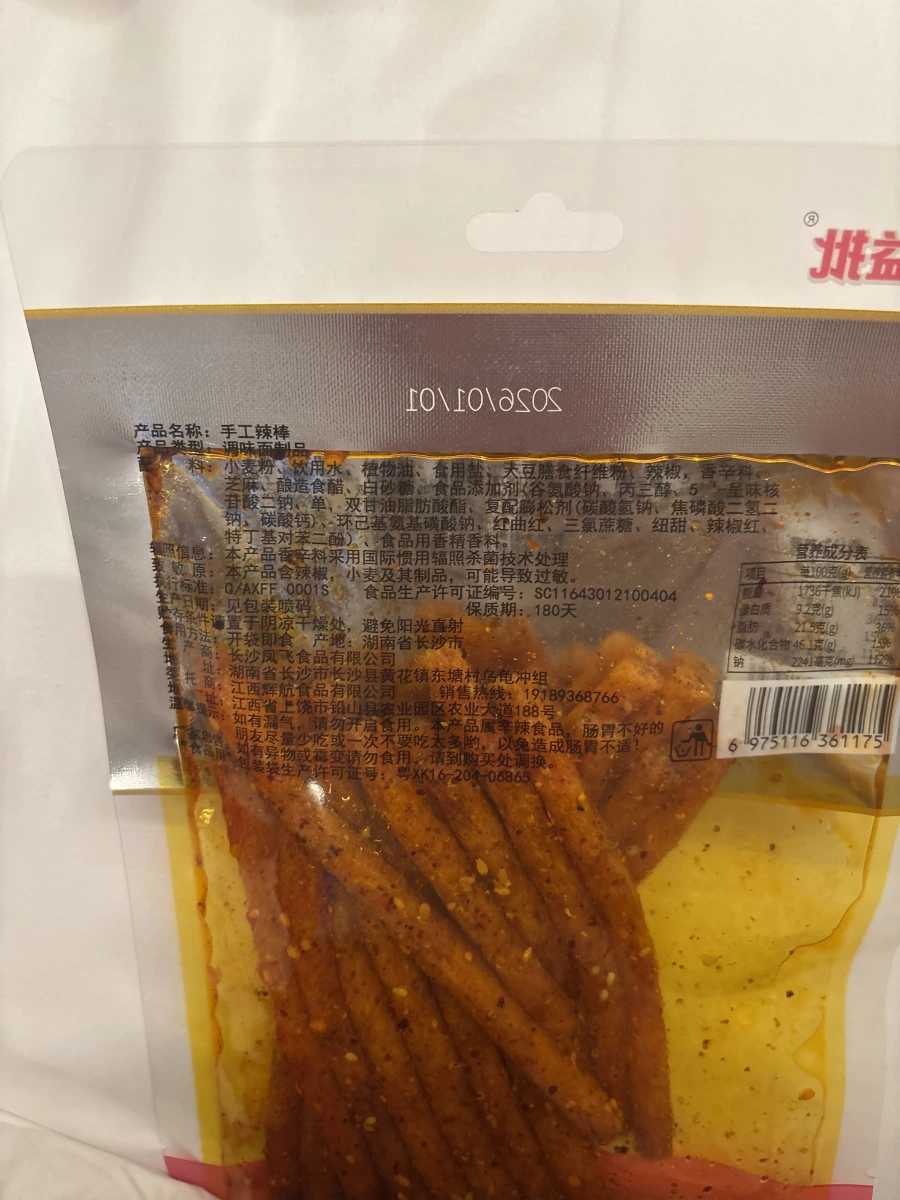 ®
益批
2026/01/01
产品名称：手工辣棒
产品类型：调味面制品
配 料：小麦粉、饮用水、植物油、食用盐、大豆膳食纤维粉、辣椒，香辛料、
芝麻、酿造食醋、白砂糖、食品添加剂(谷氨酸钠、丙三醇、5'-呈味核
苷酸二钠、单，双甘油脂肪酸酯、复配膨松剂(碳酸氢钠、焦磷酸二氢二
钠、碳酸钙)、环己基氨基磺酸钠、红曲红、三氯蔗糖、纽甜、辣椒红、
特丁基对苯二酚)、食品用香精香料。
辐照信息：本产品香辛料采用国际惯用辐照杀菌技术处理
致敏原：本产品含辣椒，小麦及其制品，可能导致过敏。
执行标准：Q/AXFF 0001S 食品生产许可证编号：SC11643012100404
生产日期：见包装喷码 保质期：180天
贮存条件：请置于阴凉干燥处，避免阳光直射
食用方法：开袋即食 产地：湖南省长沙市
长沙凤飞食品有限公司
湖南省长沙市长沙县黄花镇东塘村乌龟冲组
江西辉航食品有限公司 销售热线：19189368766
江西省上饶市铅山县农业园区农业大道188号
如有漏气，请勿开启食用。本产品属辛辣食品，肠胃不好的
朋友尽量少吃或一次不要吃太多哟，以免造成肠胃不适！
如有异物或霉变请勿食用，请到购买处调换。
包装袋生产许可证号：粤XK16-204-06865
营养成分表
项目 每100克(g) 营养素参
能量 1736千焦(KJ) 21%
蛋白质 9.2克(g) 15%
脂肪 21.5克(g) 36%
碳水化合物 46.1克(g) 15%
钠 2241毫克(mg) 112%
6 975116 361175